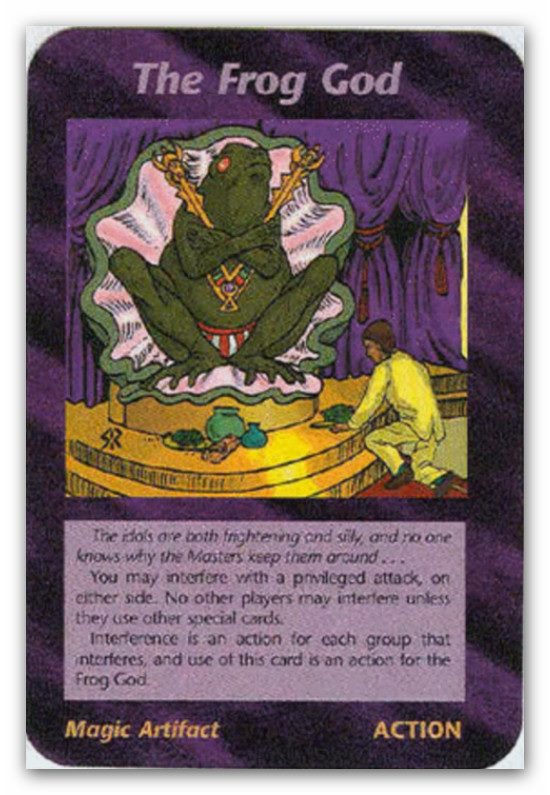 The Frog God
SR
The idols are both frightening and silly, and no one
knows why the Masters keep them around . . .
You may interfere with a privileged attack, on
either side. No other players may interfere unless
they use other special cards.
Interference is an action for each group that
interferes, and use of this card is an action for the
Frog God.
Magic Artifact
ACTION